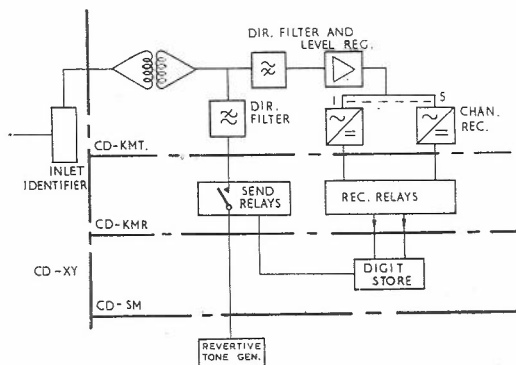 DIR. FILTER AND
LEVEL REG.
I
5
CHAN.
REC.
DIR.
FILTER
CD-KMT.
INLET
IDENTIFIER
SEND
RELAYS
REC. RELAYS
CD-KMR
CD-XY
DIGIT
STORE
CD-SM
REVERTIVE
TONE GEN.